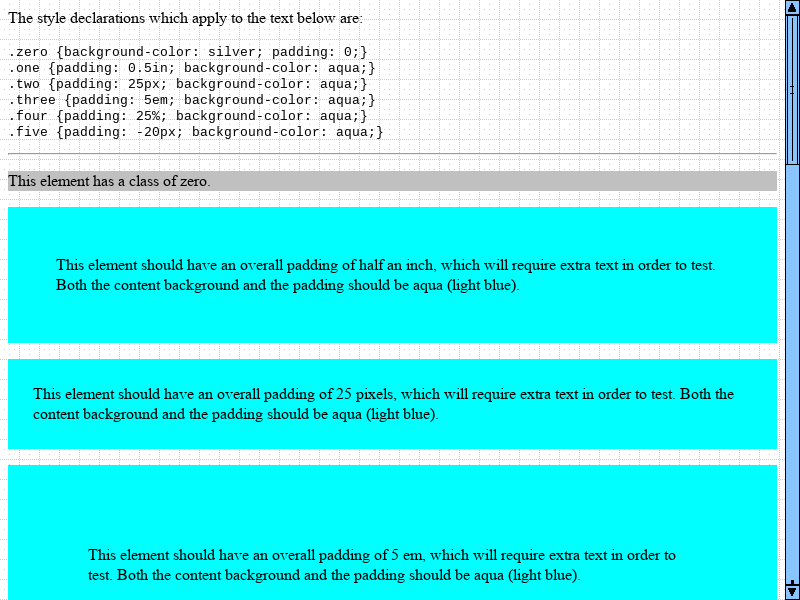 The style declarations which apply to the text below are:
.zero {background-color: silver; padding: 0;}
.one {padding: 0.5in; background-color: aqua;}
.two {padding: 25px; background-color: aqua;}
.three {padding: 5em; background-color: aqua;}
.four {padding: 25%; background-color: aqua;}
.five {padding: -20px; background-color: aqua;}
This element has a class of zero.
This element should have an overall padding of half an inch, which will require extra text in order to test.
Both the content background and the padding should be aqua (light blue).
This element should have an overall padding of 25 pixels, which will require extra text in order to test. Both the
content background and the padding should be aqua (light blue).
This element should have an overall padding of 5 em, which will require extra text in order to
test. Both the content background and the padding should be aqua (light blue).